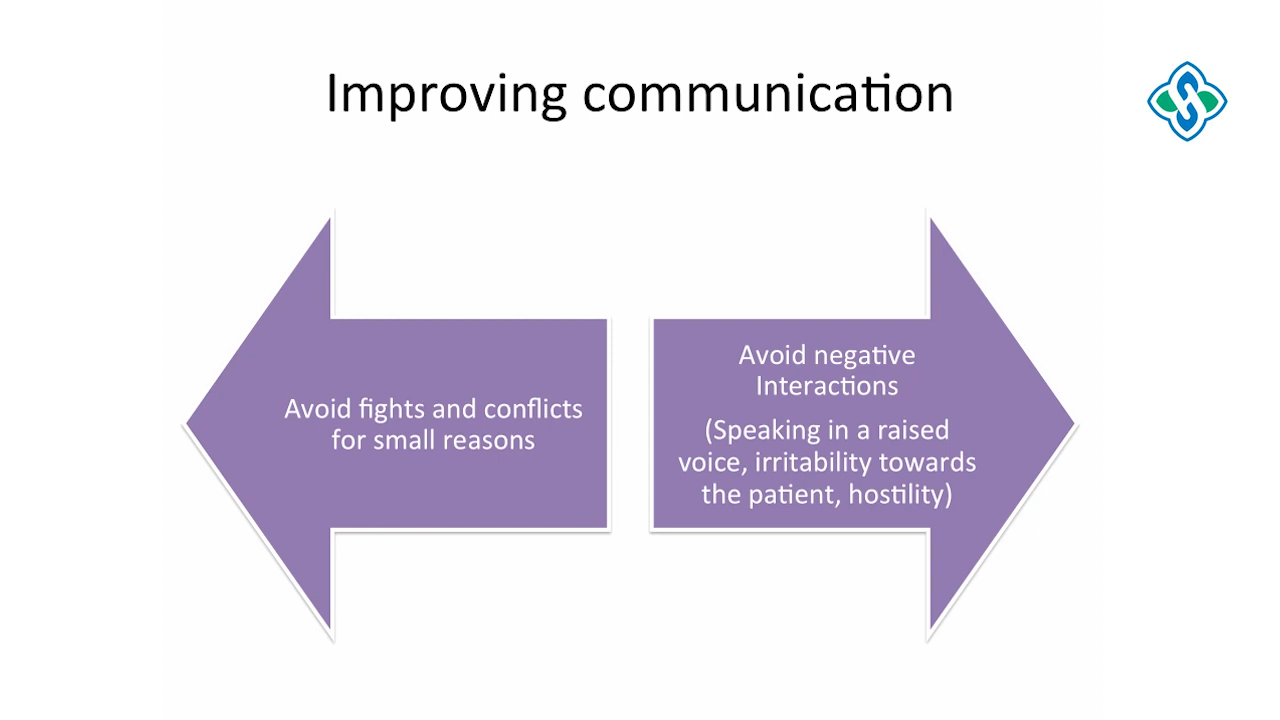 Improving communication
Avoid fights and conflicts
for small reasons
Avoid negative
Interactions
(Speaking in a raised
voice, irritability towards
the patient, hostility)